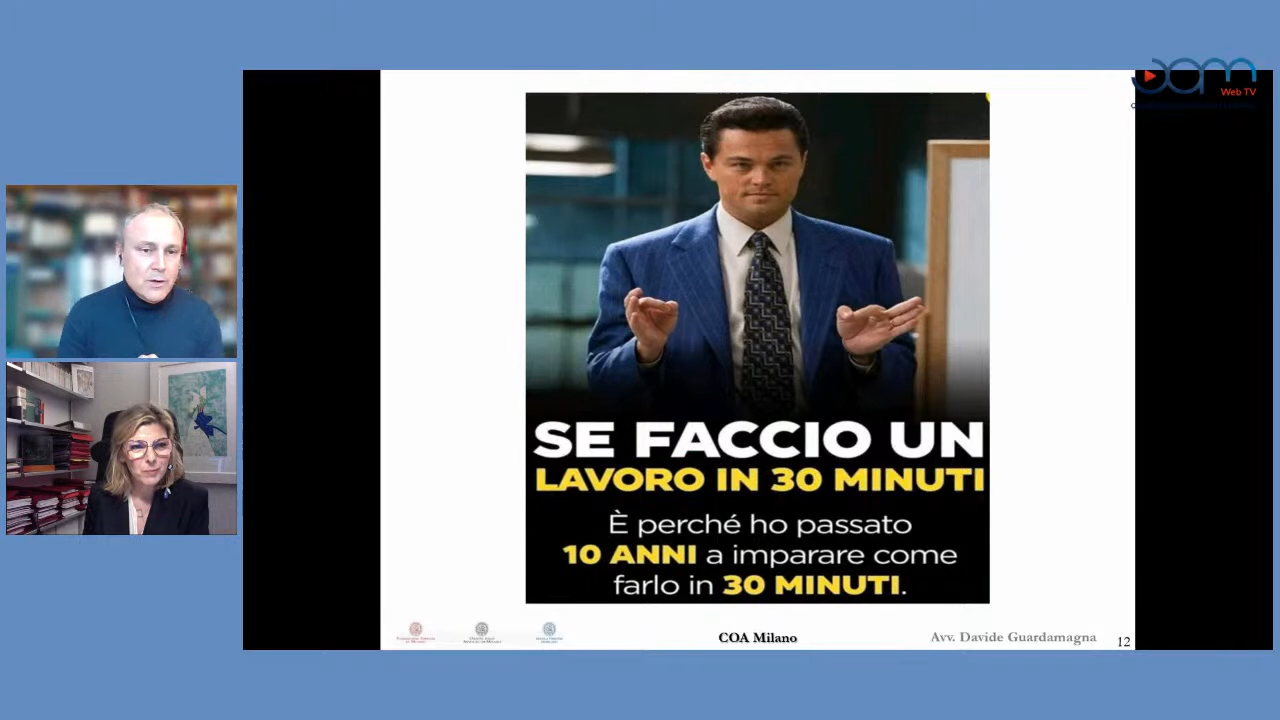 oam
Web TV
SE FACCIO UN
LAVORO IN 30 MINUTI
È perché ho passato
10 ANNI a imparare come
farlo in 30 MINUTI.
COA Milano
Avv. Davide Guardamagna
12